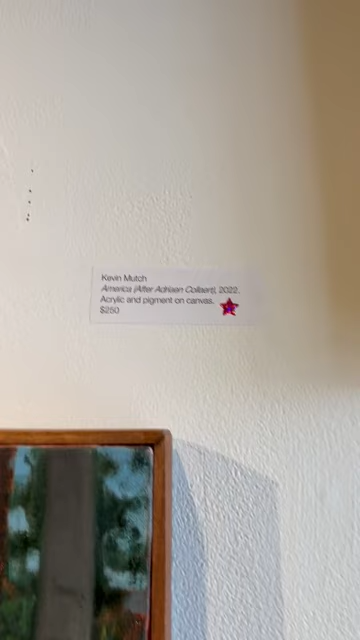 Kevin Mutch
America (After Adriaen Collaert), 2022.
Acrylic and pigment on canvas.
$250